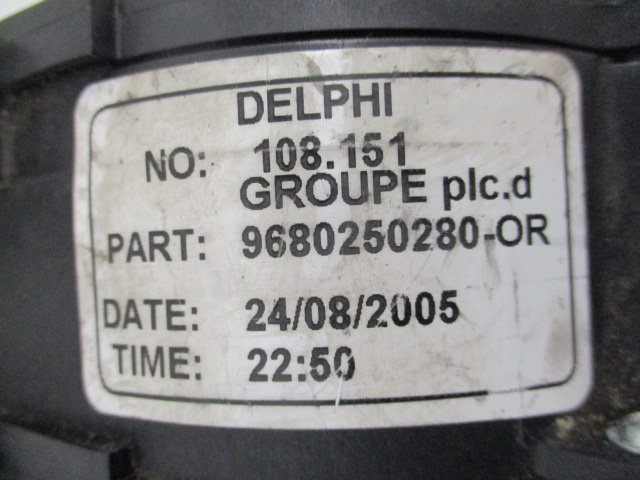 DELPHI
NO: 108.151
GROUPE plc.d
PART: 9680250280-OR
DATE: 24/08/2005
TIME: 22:50